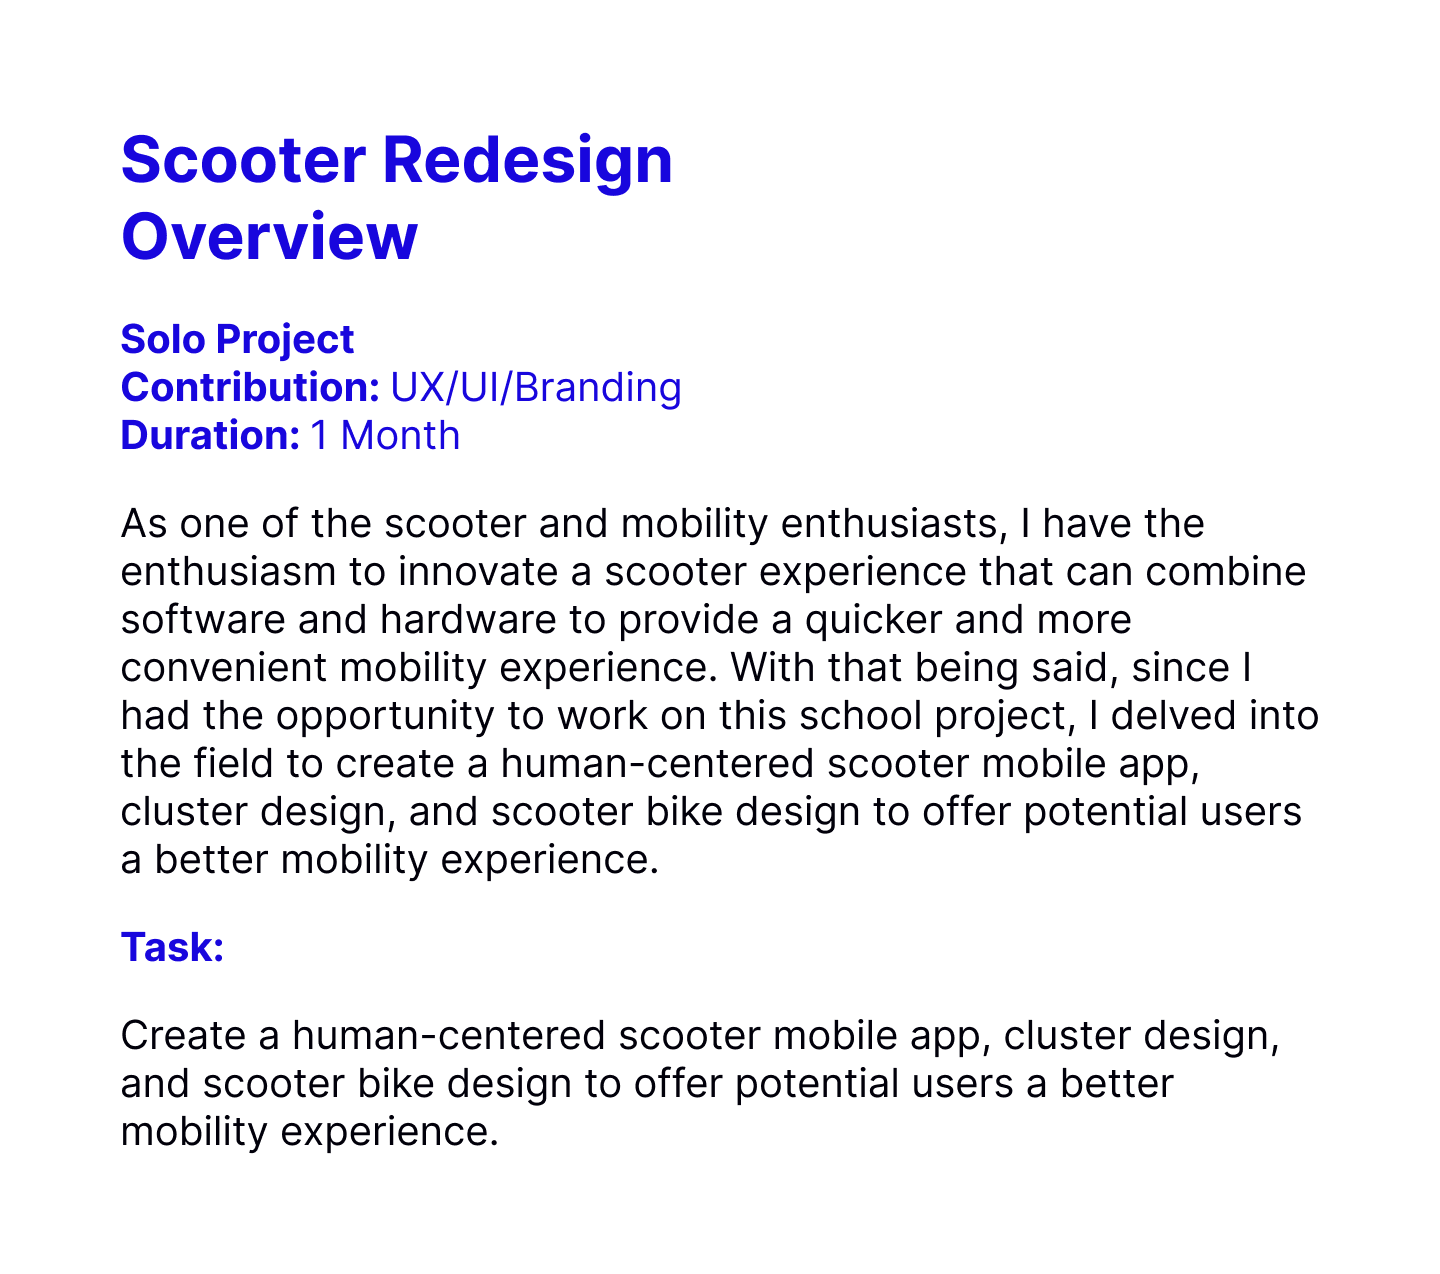 Scooter Redesign
Overview
Solo Project
Contribution: UX/UI/Branding
Duration: 1 Month
As one of the scooter and mobility enthusiasts, I have the
enthusiasm to innovate a scooter experience that can combine
software and hardware to provide a quicker and more
convenient mobility experience. With that being said, since I
had the opportunity to work on this school project, I delved into
the field to create a human-centered scooter mobile app,
cluster design, and scooter bike design to offer potential users
a better mobility experience.
Task:
Create a human-centered scooter mobile app, cluster design,
and scooter bike design to offer potential users a better
mobility experience.